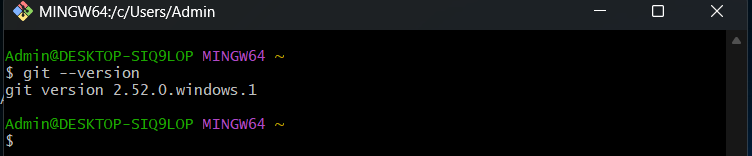 MINGW64:/c/Users/Admin
Admin@DESKTOP-SIQ9LOP MINGW64 ~
$ git --version
git version 2.52.0.windows.1
Admin@DESKTOP-SIQ9LOP MINGW64 ~
$